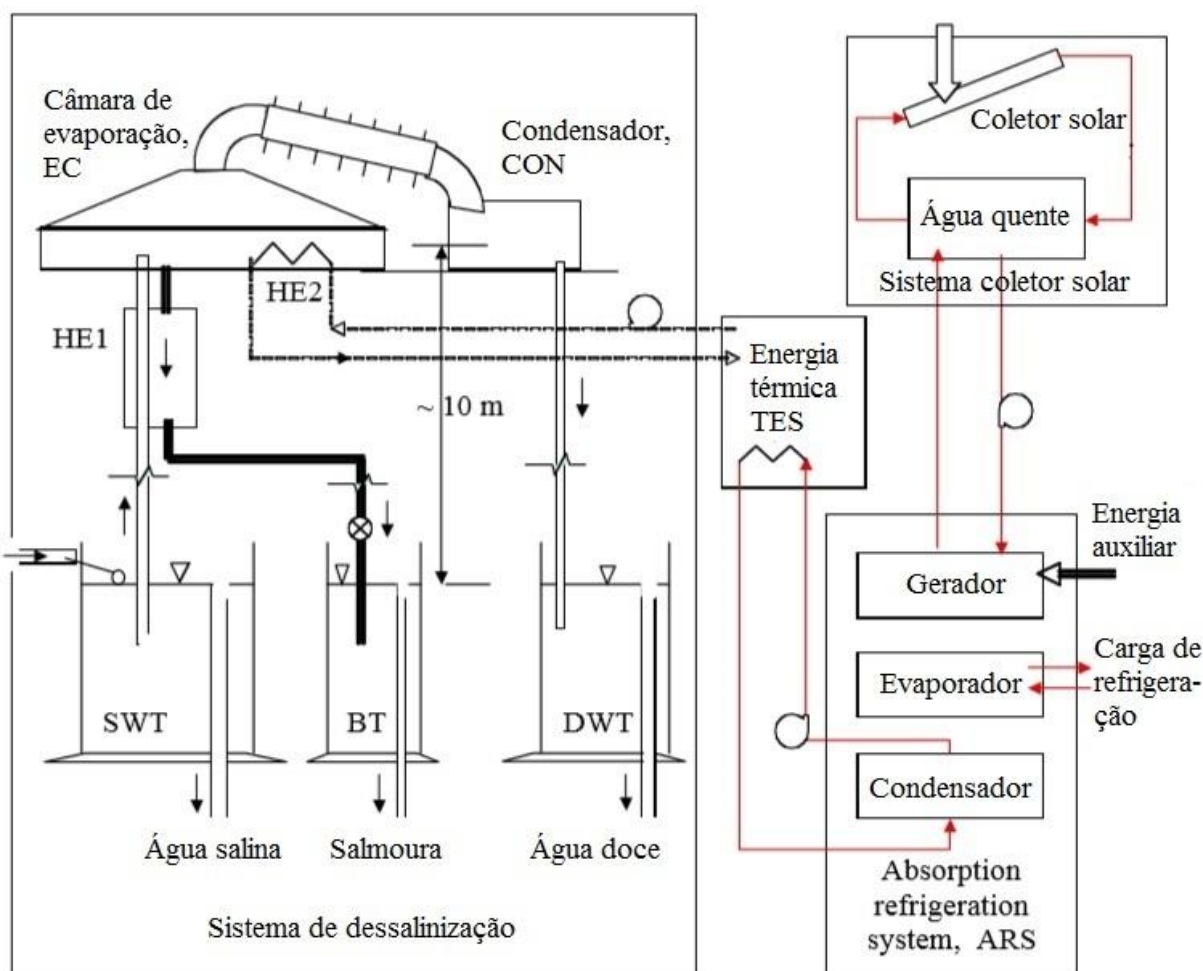 Câmara de
evaporação,
EC
Condensador,
CON
HE2
HE1
~ 10 m
SWT
BT
DWT
Água salina
Salmoura
Água doce
Sistema de dessalinização
Coletor solar
Água quente
Sistema coletor solar
Energia
térmica
TES
Energia
auxiliar
Gerador
Evaporador
Carga de
refrigera-
ção
Condensador
Absorption
refrigeration
system, ARS